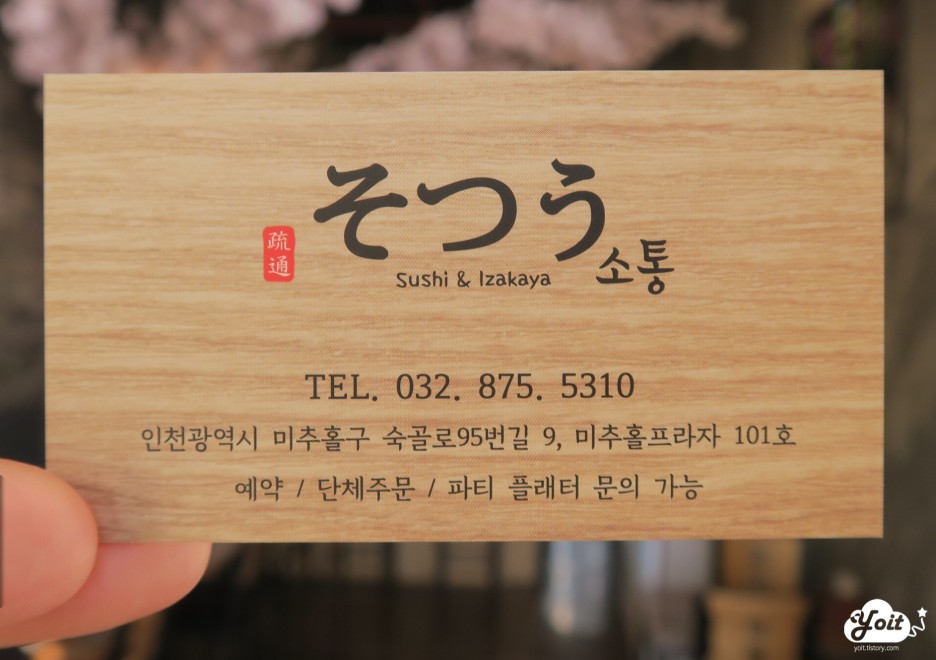 そつう
疏通
소통
Sushi & Izakaya
TEL. 032. 875. 5310
인천광역시 미추홀구 숙골로95번길 9, 미추홀프라자 101호
예약 / 단체주문 / 파티 플래터 문의 가능
Yoit
yoit.tistory.com